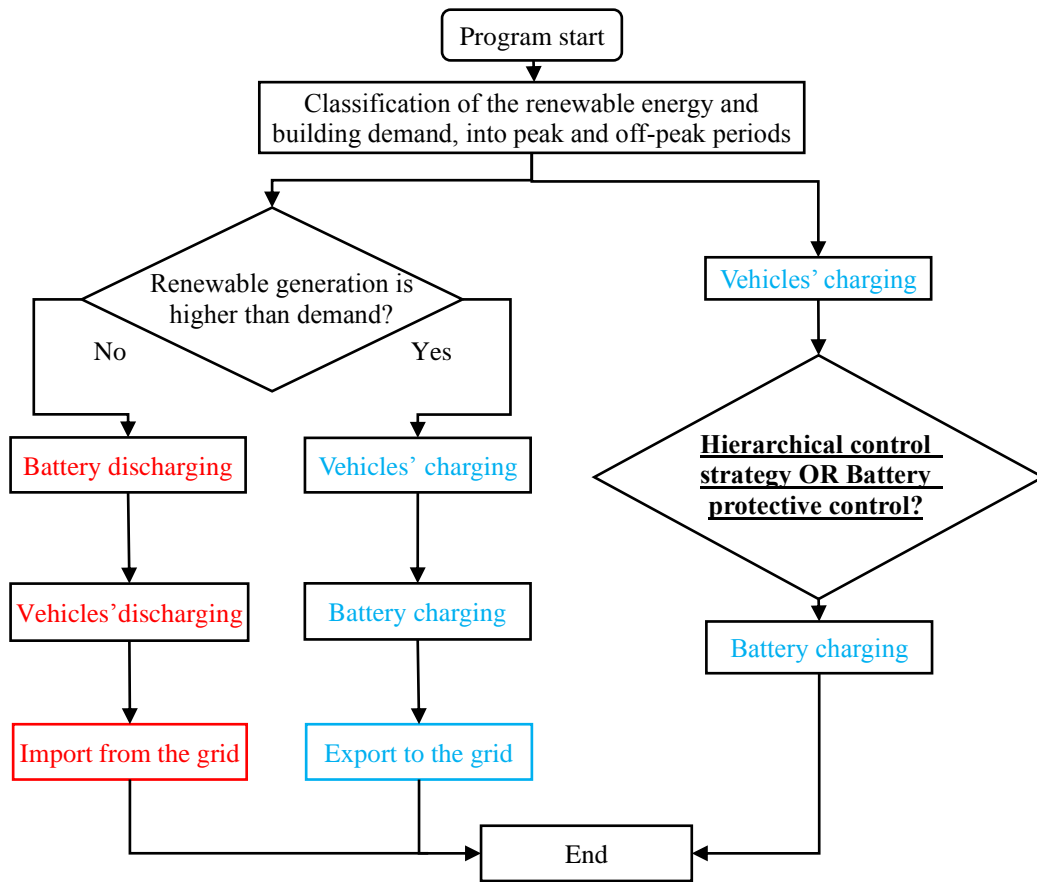 Program start
Classification of the renewable energy and
building demand, into peak and off-peak periods
Renewable generation is
higher than demand?
No
Yes
Vehicles’ charging
Hierarchical control
strategy OR Battery
protective control?
Battery discharging
Vehicles’ charging
Vehicles’discharging
Battery charging
Battery charging
Import from the grid
Export to the grid
End